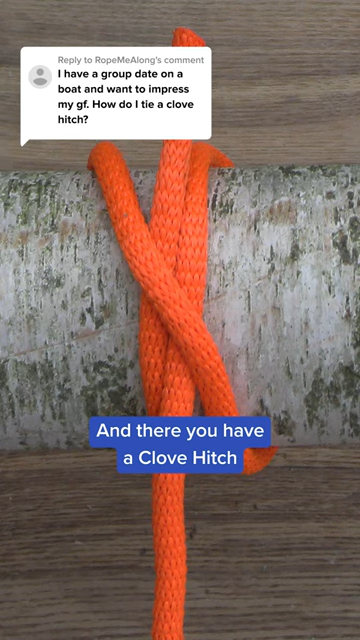 Reply to RopeMeAlong's comment
I have a group date on a
boat and want to impress
my gf. How do I tie a clove
hitch?
And there you have
a Clove Hitch